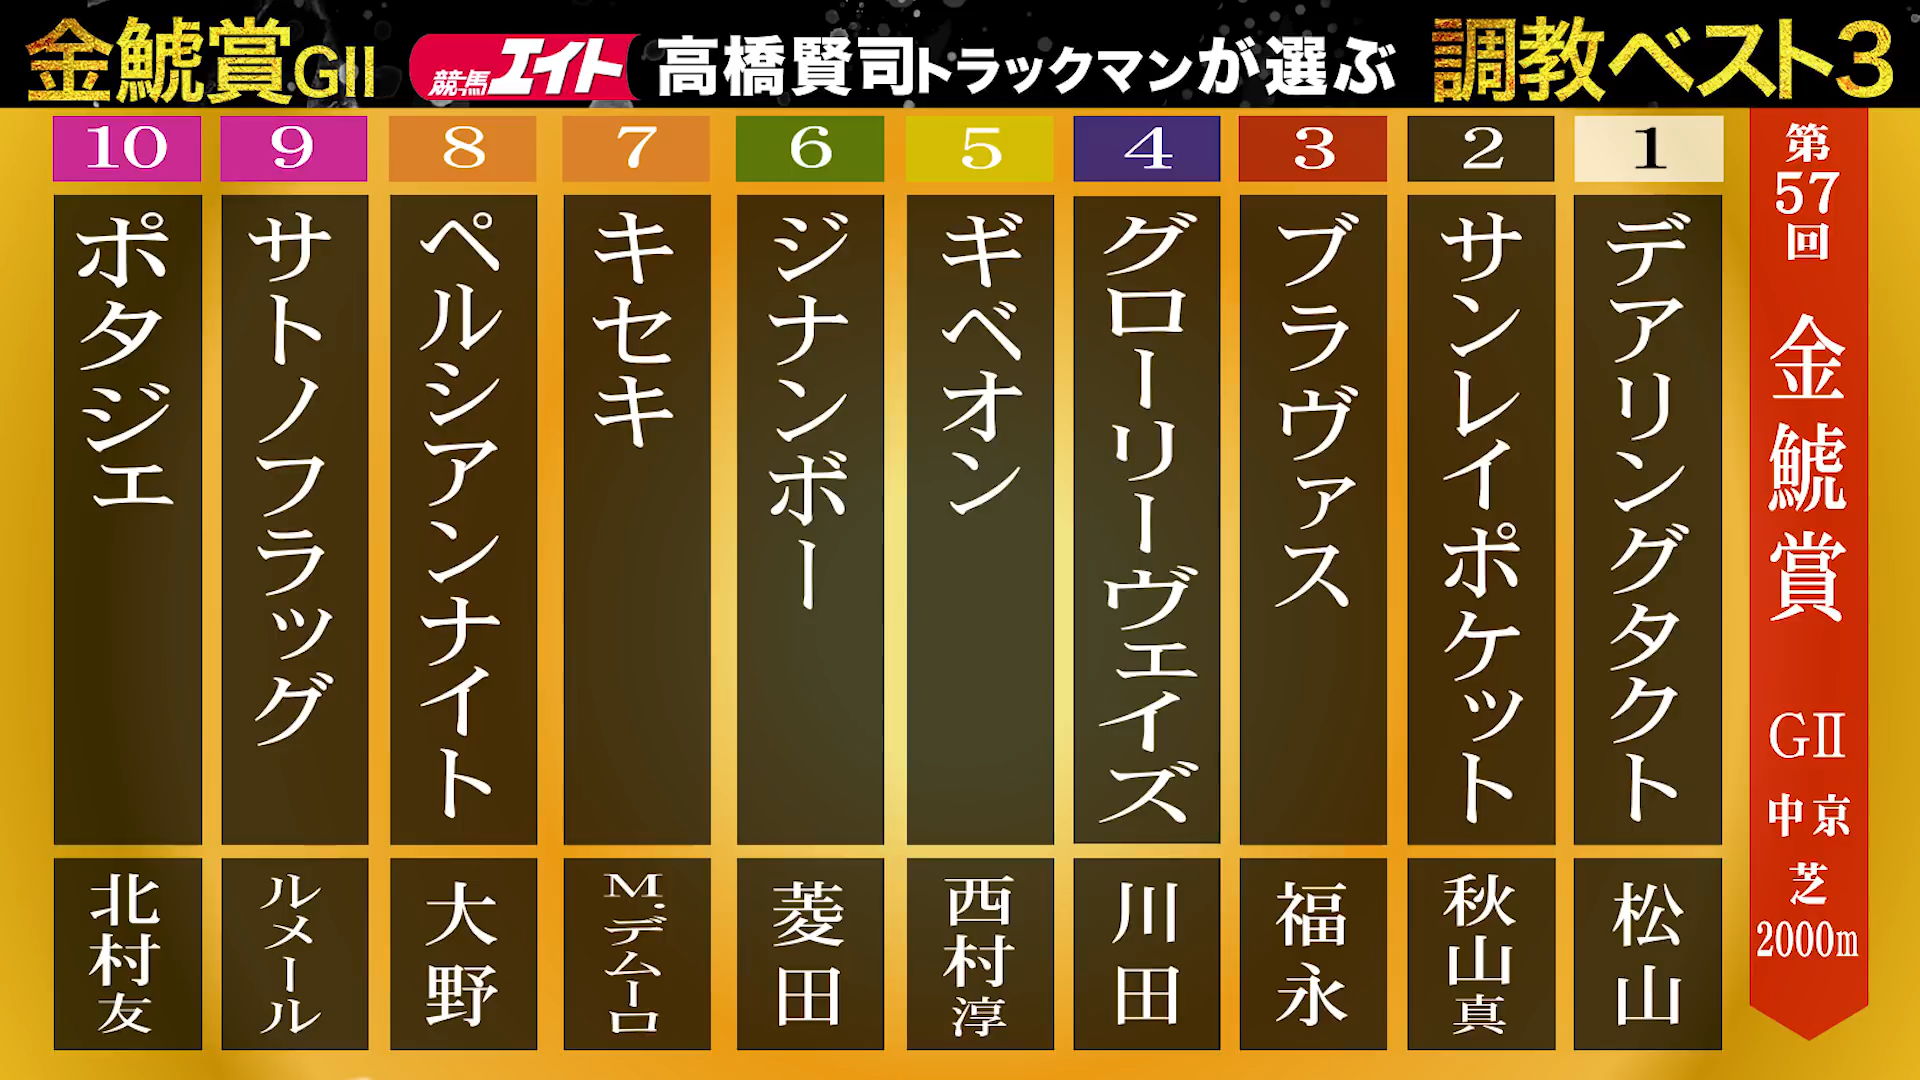 金鯱賞GII 競馬エイト 高橋賢司トラックマンが選ぶ 調教ベスト3
第57回 金鯱賞 GII 中京 芝 2000m
1 デアリングタクト 松山
2 サンレイポケット 秋山真
3 ブラヴァス 福永
4 グローリーヴェイズ 川田
5 ギベオン 西村淳
6 ジナンボー 菱田
7 キセキ M.デムーロ
8 ペルシアンナイト 大野
9 サトノフラッグ ルメール
10 ポタジェ 北村友